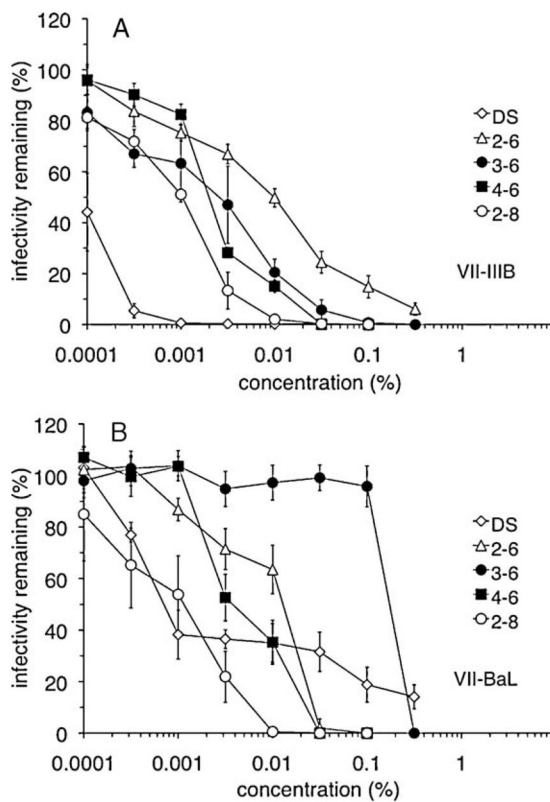 A
infectivity remaining (%)
120
100
80
60
40
20
0
DS
2-6
3-6
4-6
2-8
VII-IIIB
0.0001 0.001 0.01 0.1 1
concentration (%)
B
infectivity remaining (%)
120
100
80
60
40
20
0
DS
2-6
3-6
4-6
2-8
VII-BaL
0.0001 0.001 0.01 0.1 1
concentration (%)